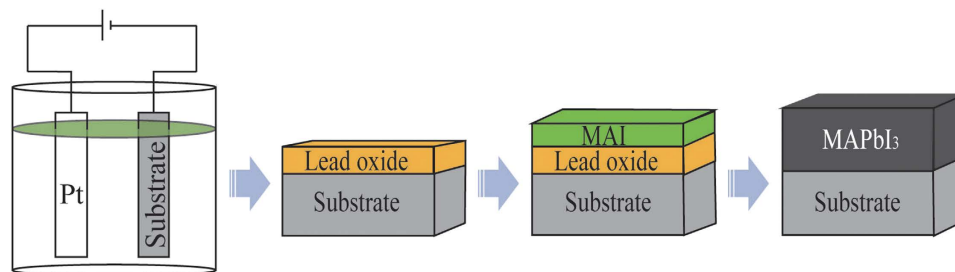 Pt
Substrate
Lead oxide
Substrate
MAI
Lead oxide
Substrate
MAPbI₃
Substrate